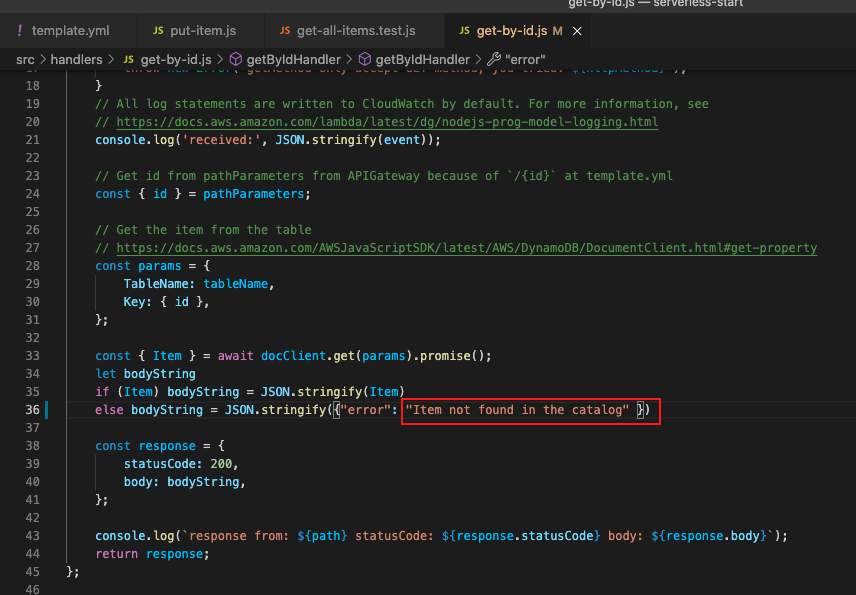 get-by-id.js — serverless-start
! template.yml JS put-item.js JS get-all-items.test.js JS get-by-id.js M ×
src > handlers > JS get-by-id.js > getByIdHandler > getByIdHandler > "error"
18 }
19 // All log statements are written to CloudWatch by default. For more information, see
20 // https://docs.aws.amazon.com/lambda/latest/dg/nodejs-prog-model-logging.html
21 console.log('received:', JSON.stringify(event));
22
23 // Get id from pathParameters from APIGateway because of `/{id}` at template.yml
24 const { id } = pathParameters;
25
26 // Get the item from the table
27 // https://docs.aws.amazon.com/AWSJavaScriptSDK/latest/AWS/DynamoDB/DocumentClient.html#get-property
28 const params = {
29 TableName: tableName,
30 Key: { id },
31 };
32
33 const { Item } = await docClient.get(params).promise();
34 let bodyString
35 if (Item) bodyString = JSON.stringify(Item)
36 else bodyString = JSON.stringify({"error": "Item not found in the catalog" })
37
38 const response = {
39 statusCode: 200,
40 body: bodyString,
41 };
42
43 console.log(`response from: ${path} statusCode: ${response.statusCode} body: ${response.body}`);
44 return response;
45 };
46